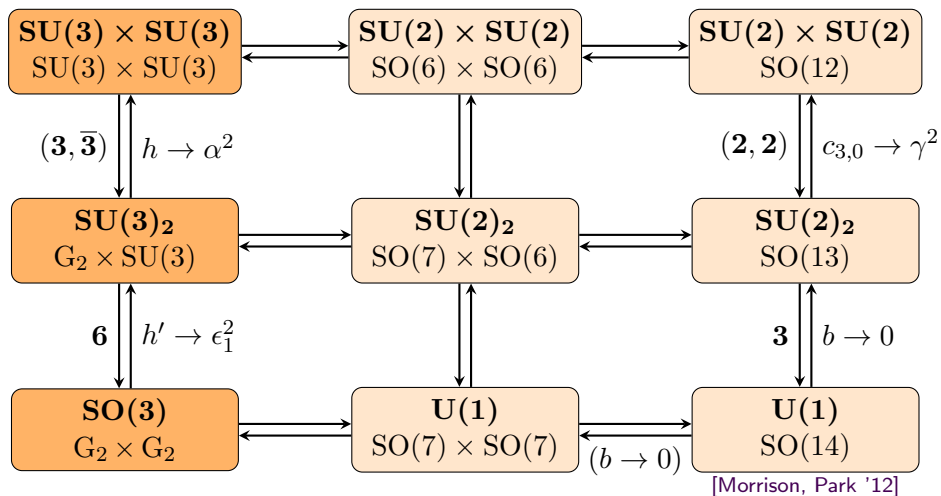 SU(3) × SU(3)
SU(3) × SU(3)
SU(2) × SU(2)
SO(6) × SO(6)
SU(2) × SU(2)
SO(12)
(3, 3̅)
h → α²
(2, 2)
c₃,₀ → γ²
SU(3)₂
G₂ × SU(3)
SU(2)₂
SO(7) × SO(6)
SU(2)₂
SO(13)
6
h′ → ϵ₁²
3
b → 0
SO(3)
G₂ × G₂
U(1)
SO(7) × SO(7)
(b → 0)
U(1)
SO(14)
[Morrison, Park '12]